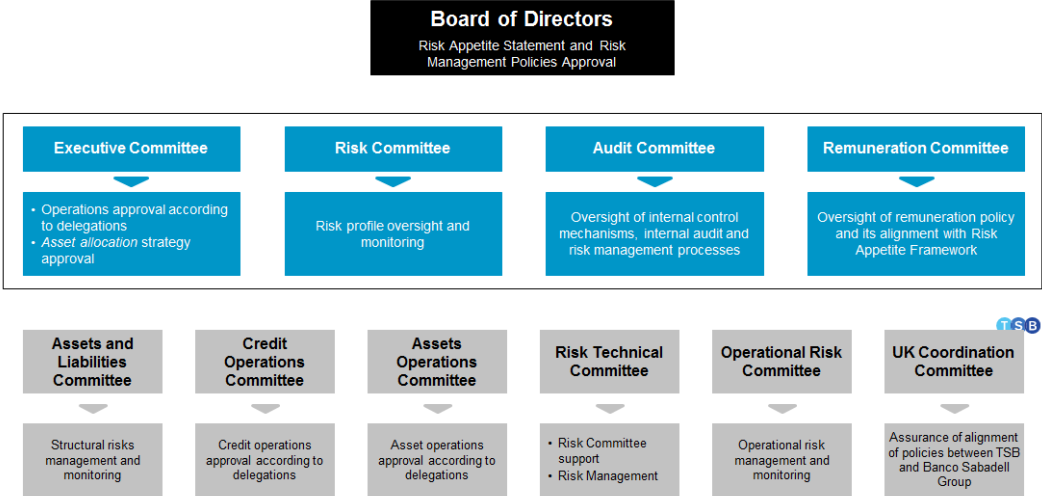 Board of Directors
Risk Appetite Statement and Risk
Management Policies Approval
Executive Committee
Risk Committee
Audit Committee
Remuneration Committee
• Operations approval according
to delegations
• Asset allocation strategy
approval
Risk profile oversight and
monitoring
Oversight of internal control
mechanisms, internal audit and
risk management processes
Oversight of remuneration policy
and its alignment with Risk
Appetite Framework
TSB
Assets and
Liabilities
Committee
Credit
Operations
Committee
Assets
Operations
Committee
Risk Technical
Committee
Operational Risk
Committee
UK Coordination
Committee
Structural risks
management and
monitoring
Credit operations
approval according to
delegations
Asset operations
approval according to
delegations
• Risk Committee
support
• Risk Management
Operational risk
management and
monitoring
Assurance of alignment
of policies between TSB
and Banco Sabadell
Group